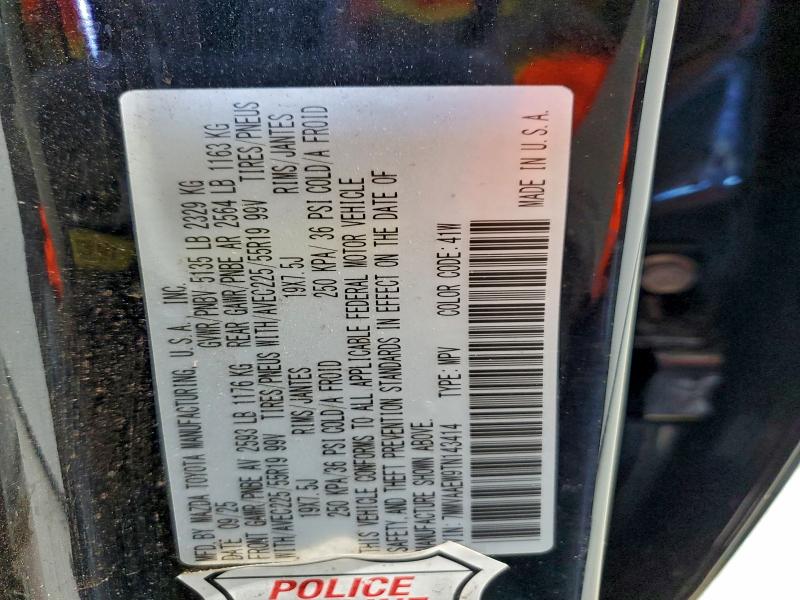 MFD. BY MAZDA TOYOTA MANUFACTURING, U.S.A., INC.
DATE 09/25 GVWR/PNBV 5135 LB 2329 KG
FRONT GAWR/PNBE AV 2593 LB 1176 KG REAR GAWR/PNBE AR 2564 LB 1163 KG
WITH/AVEC225/55R19 99V TIRES/PNEUS WITH/AVEC225/55R19 99V TIRES/PNEUS
19X7.5J RIMS/JANTES 19X7.5J RIMS/JANTES
250 KPA/ 36 PSI COLD/A FROID 250 KPA/ 36 PSI COLD/A FROID
THIS VEHICLE CONFORMS TO ALL APPLICABLE FEDERAL MOTOR VEHICLE
SAFETY AND THEFT PREVENTION STANDARDS IN EFFECT ON THE DATE OF
MANUFACTURE SHOWN ABOVE.
TYPE: MPV COLOR CODE: 41W
MADE IN U.S.A.
POLICE